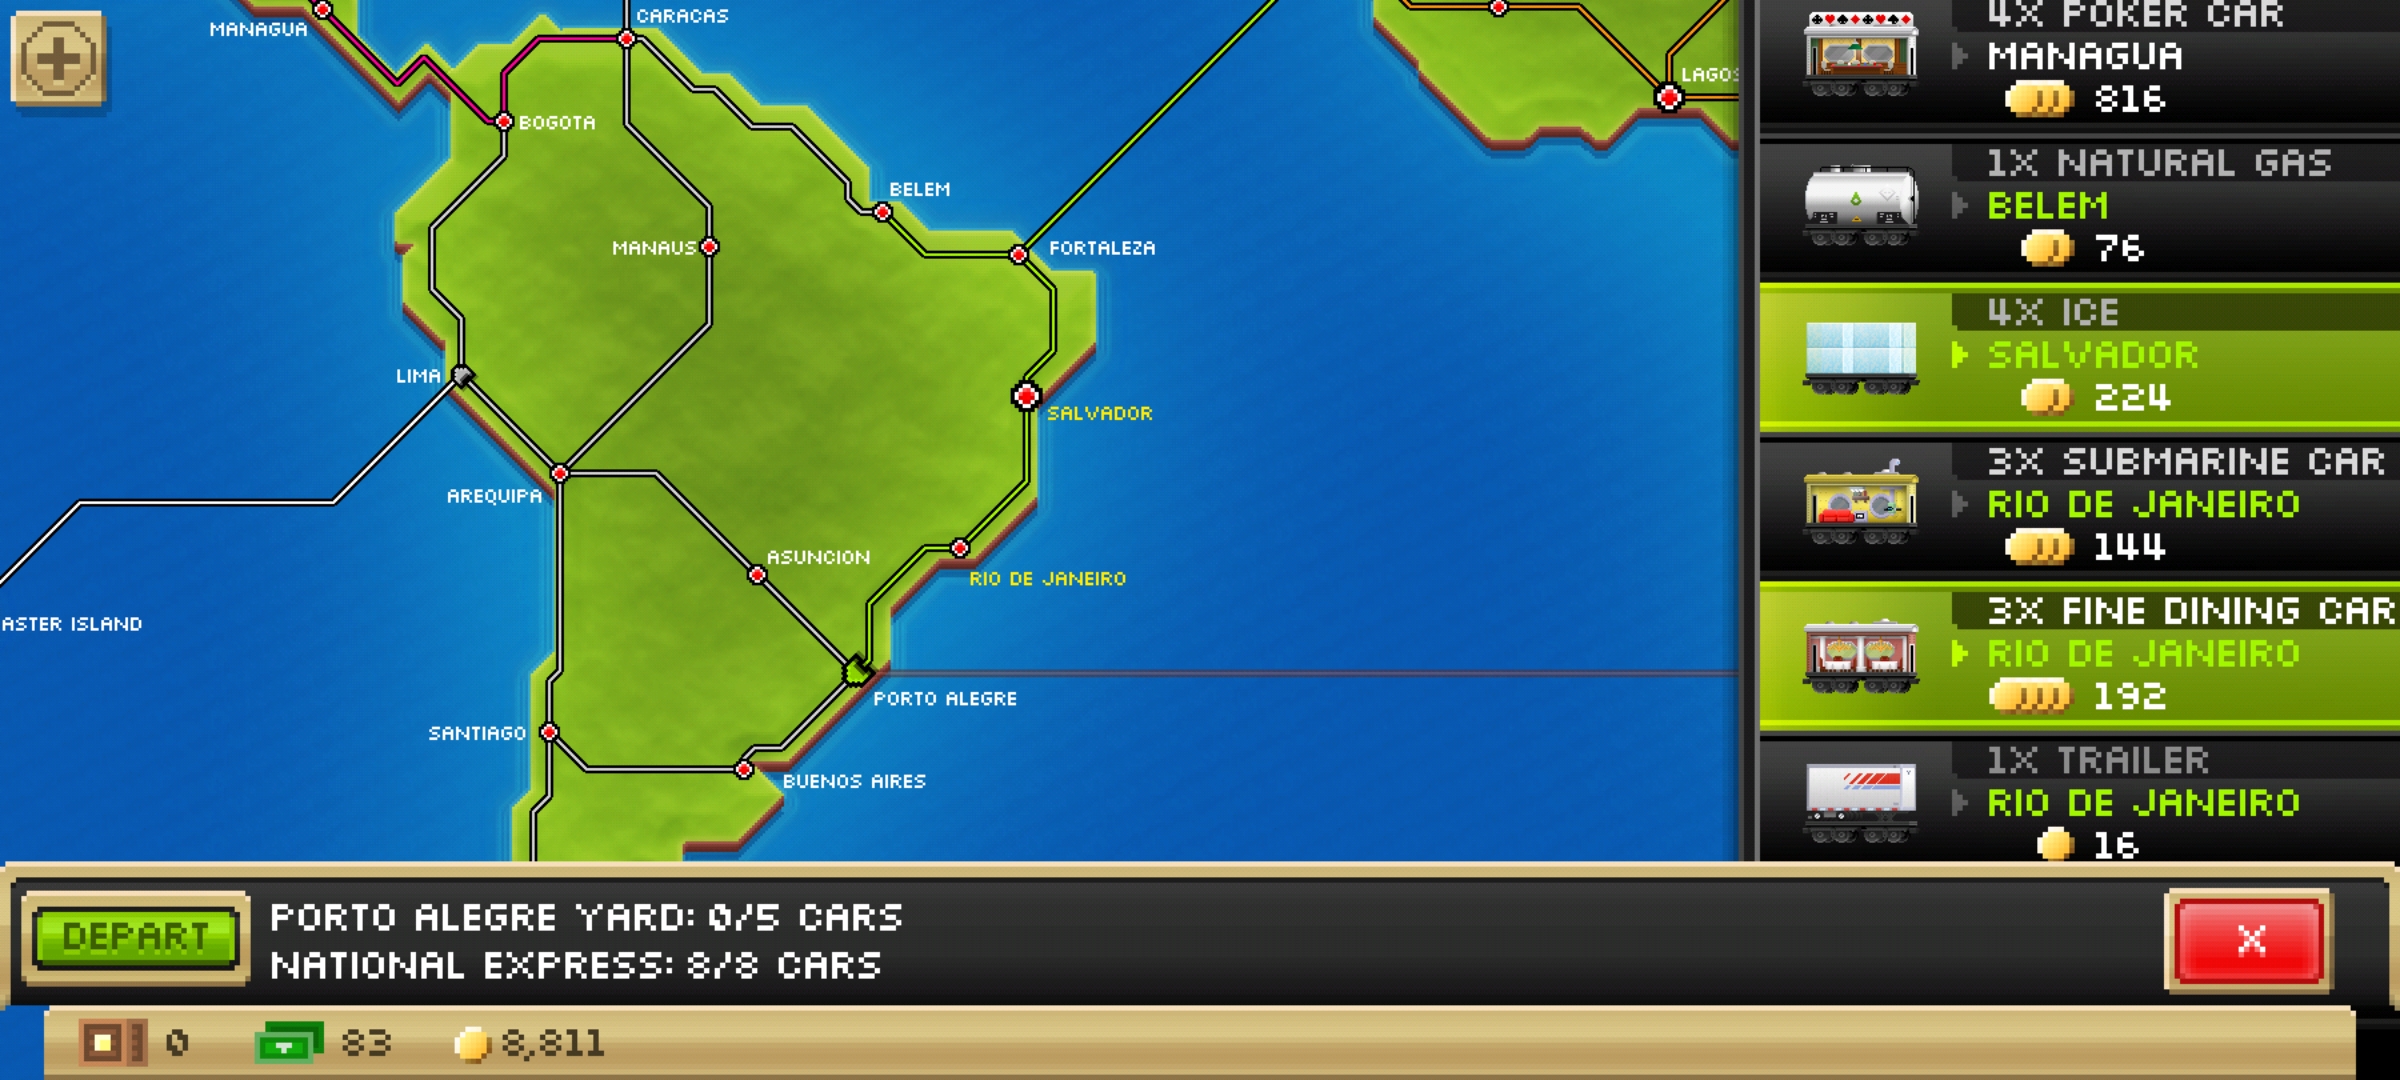 MANAGUA
CARACAS
BOGOTA
BELEM
MANAUS
FORTALEZA
LIMA
SALVADOR
AREQUIPA
ASUNCION
RIO DE JANEIRO
ASTER ISLAND
PORTO ALEGRE
SANTIAGO
BUENOS AIRES
LAGOS
4X POKER CAR
MANAGUA
816
1X NATURAL GAS
BELEM
76
4X ICE
SALVADOR
224
3X SUBMARINE CAR
RIO DE JANEIRO
144
3X FINE DINING CAR
RIO DE JANEIRO
192
1X TRAILER
RIO DE JANEIRO
16
DEPART
PORTO ALEGRE YARD: 0/5 CARS
NATIONAL EXPRESS: 8/8 CARS
X
0
83
8,811